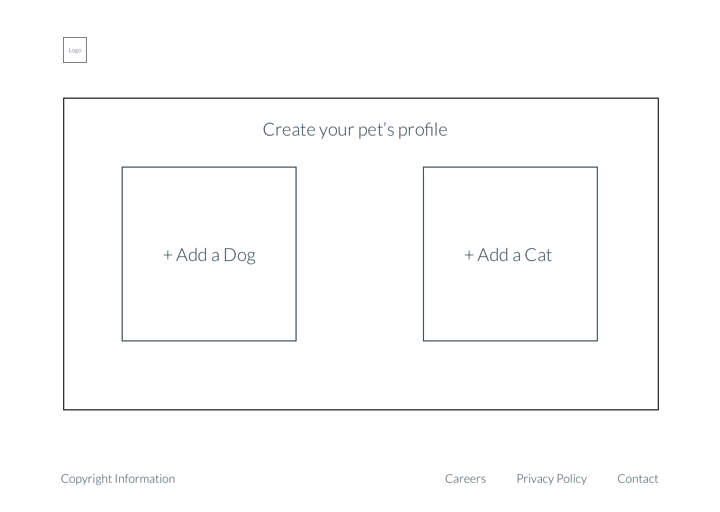 Logo
Create your pet’s profile
+ Add a Dog
+ Add a Cat
Copyright Information
Careers
Privacy Policy
Contact